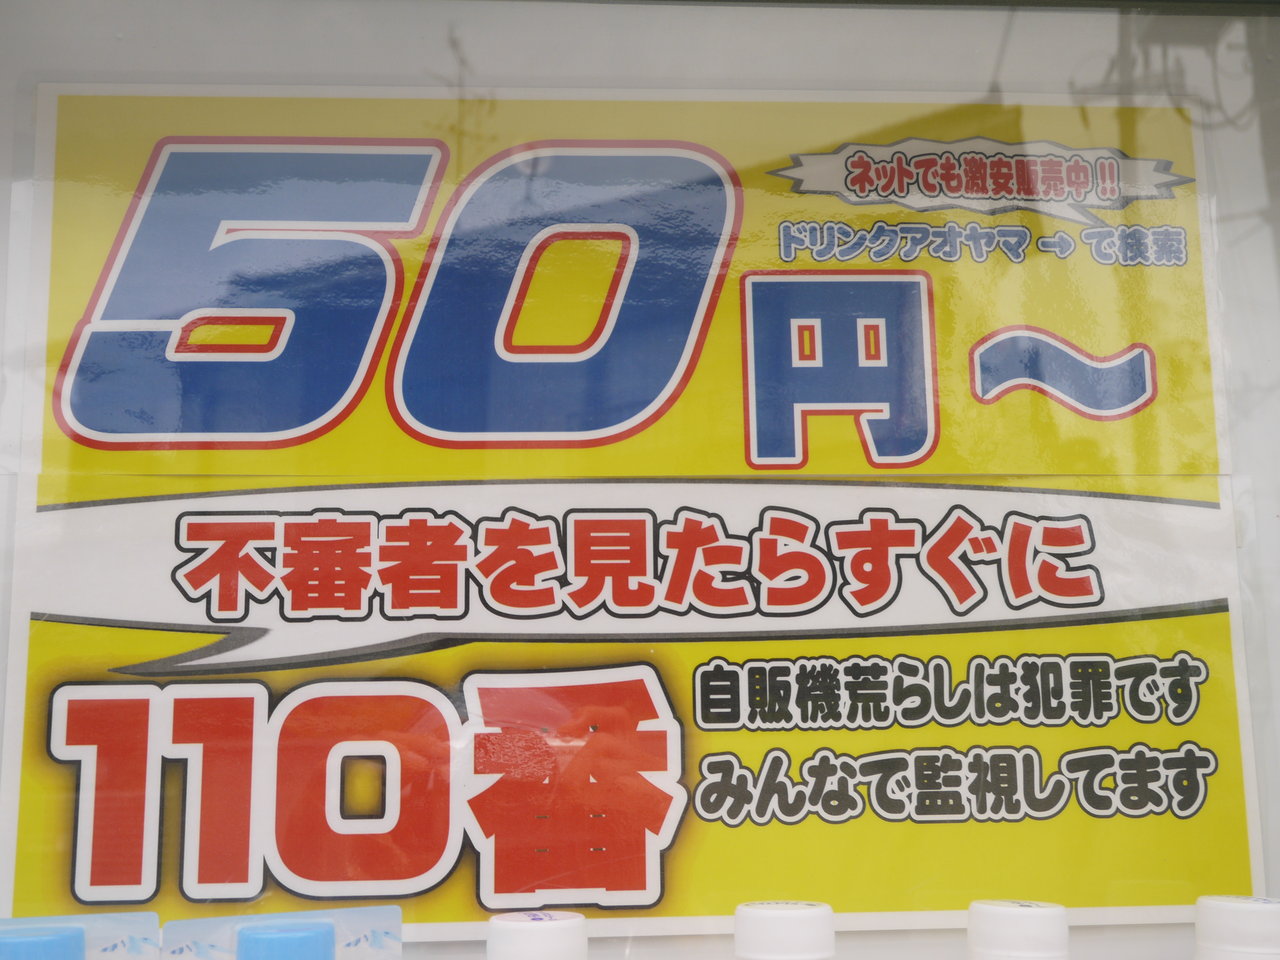 50円～
ネットでも激安販売中!!
ドリンクアオヤマ→で検索
不審者を見たらすぐに
110番
自販機荒らしは犯罪です
みんなで監視してます